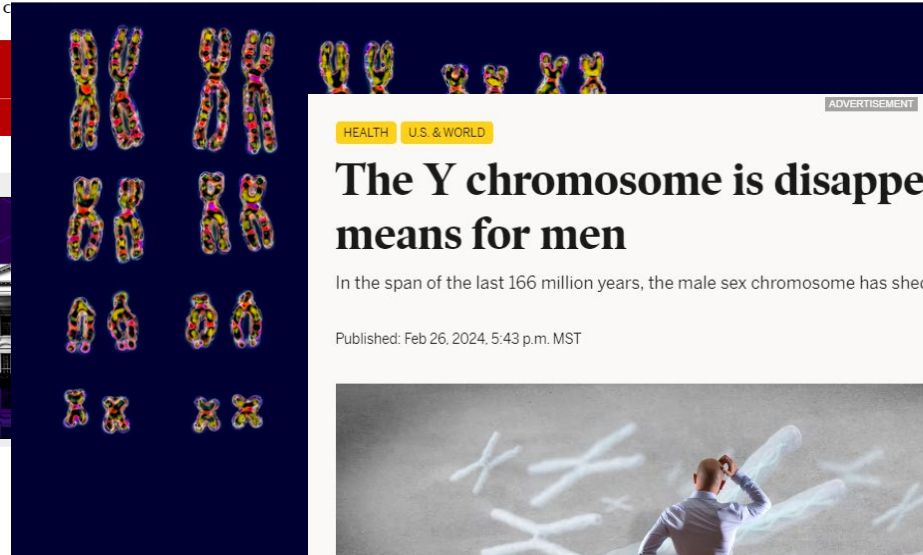 C
ADVERTISEMENT
HEALTH
U.S. & WORLD
The Y chromosome is disappe
means for men
In the span of the last 166 million years, the male sex chromosome has shed
Published: Feb 26, 2024, 5:43 p.m. MST